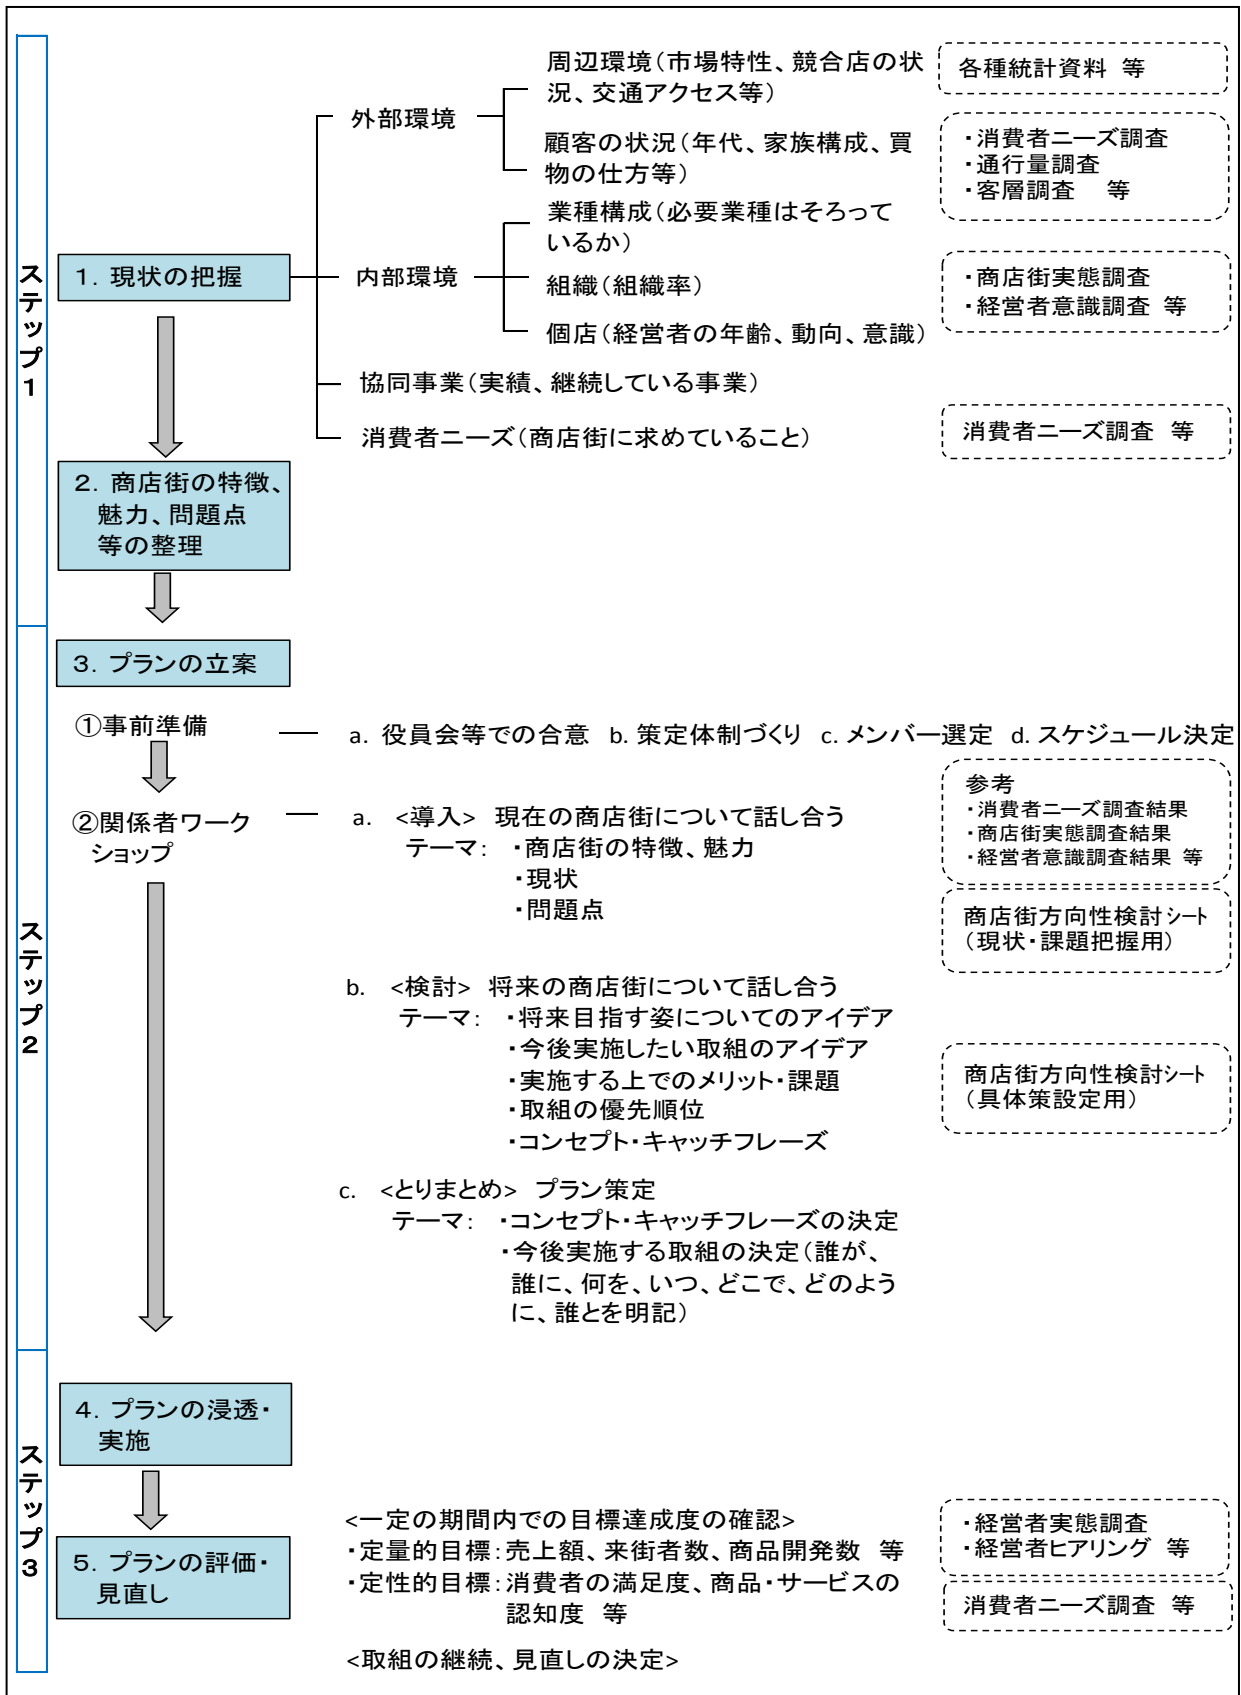 ステップ1
1．現状の把握
外部環境
周辺環境（市場特性、競合店の状
況、交通アクセス等）
各種統計資料　等
顧客の状況（年代、家族構成、買
物の仕方等）
・消費者ニーズ調査
・通行量調査
・客層調査　等
内部環境
業種構成（必要業種はそろって
いるか）
組織（組織率）
個店（経営者の年齢、動向、意識）
・商店街実態調査
・経営者意識調査 等
協同事業（実績、継続している事業）
消費者ニーズ（商店街に求めていること）
消費者ニーズ調査　等
2．商店街の特徴、
魅力、問題点
等の整理
ステップ2
3．プランの立案
①事前準備
a. 役員会等での合意 b. 策定体制づくり c. メンバー選定 d. スケジュール決定
②関係者ワーク
ショップ
a. <導入> 現在の商店街について話し合う
テーマ： ・商店街の特徴、魅力
・現状
・問題点
参考
・消費者ニーズ調査結果
・商店街実態調査結果
・経営者意識調査結果 等
商店街方向性検討シート
（現状・課題把握用）
b. <検討> 将来の商店街について話し合う
テーマ： ・将来目指す姿についてのアイデア
・今後実施したい取組のアイデア
・実施する上でのメリット・課題
・取組の優先順位
・コンセプト・キャッチフレーズ
商店街方向性検討シート
（具体策設定用）
c. <とりまとめ> プラン策定
テーマ： ・コンセプト・キャッチフレーズの決定
・今後実施する取組の決定（誰が、
誰に、何を、いつ、どこで、どのよう
に、誰とを明記）
ステップ3
4．プランの浸透・
実施
5．プランの評価・
見直し
<一定の期間内での目標達成度の確認>
・定量的目標：売上額、来街者数、商品開発数　等
・定性的目標：消費者の満足度、商品・サービスの
認知度　等
・経営者実態調査
・経営者ヒアリング 等
消費者ニーズ調査　等
<取組の継続、見直しの決定>